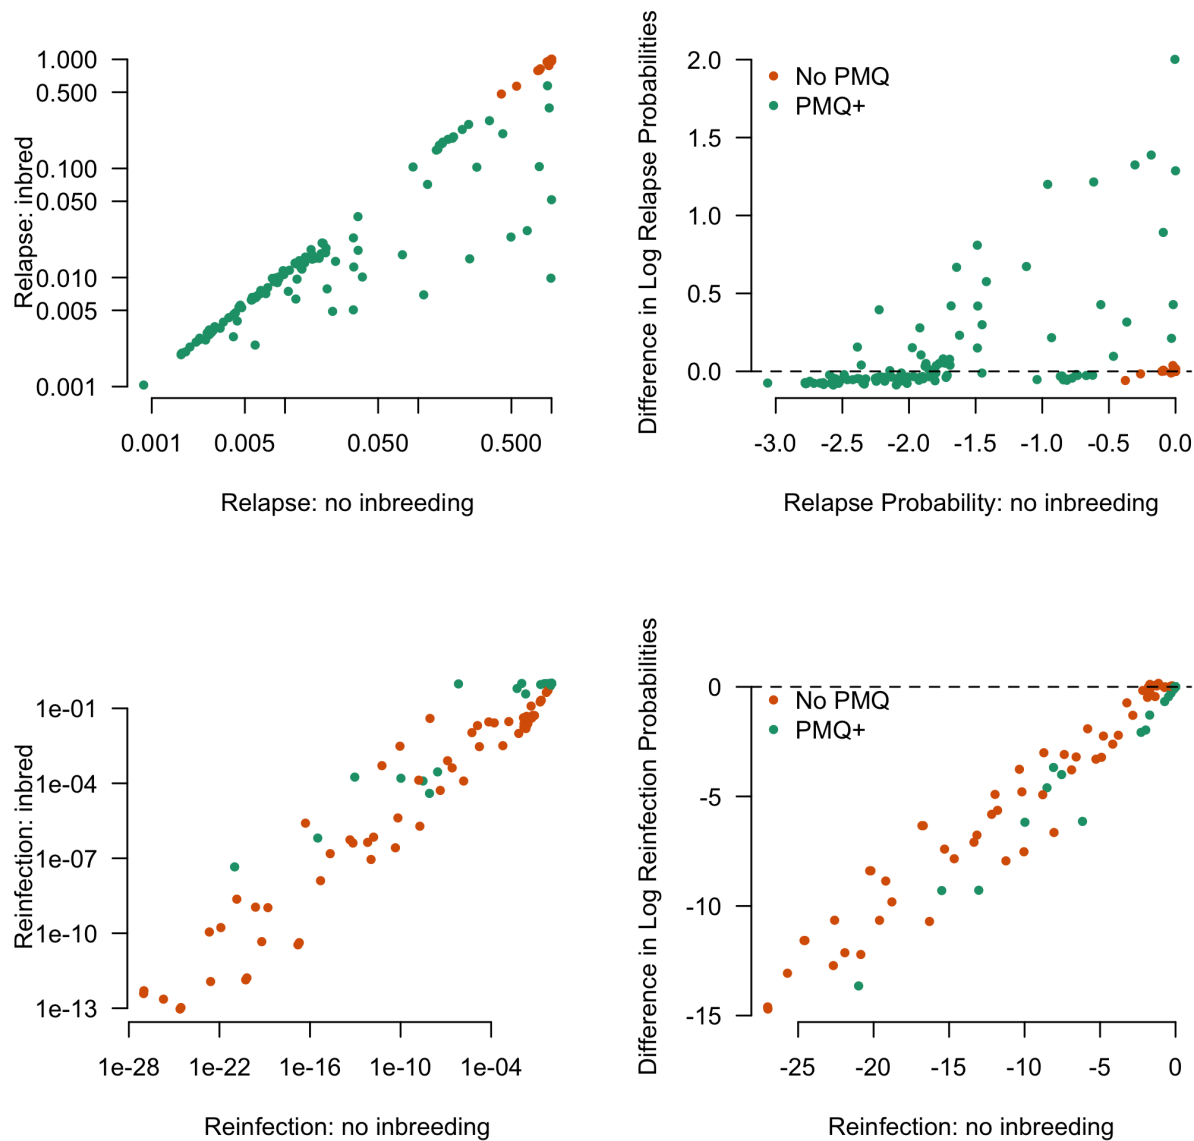 Relapse: inbred
1.000
0.500
0.100
0.050
0.010
0.005
0.001
0.001
0.005
0.050
0.500
Relapse: no inbreeding
Difference in Log Relapse Probabilities
2.0
1.5
1.0
0.5
0.0
No PMQ
PMQ+
-3.0
-2.5
-2.0
-1.5
-1.0
-0.5
0.0
Relapse Probability: no inbreeding
Reinfection: inbred
1e-01
1e-04
1e-07
1e-10
1e-13
1e-28
1e-22
1e-16
1e-10
1e-04
Reinfection: no inbreeding
Difference in Log Reinfection Probabilities
0
-5
-10
-15
No PMQ
PMQ+
-25
-20
-15
-10
-5
0
Reinfection: no inbreeding